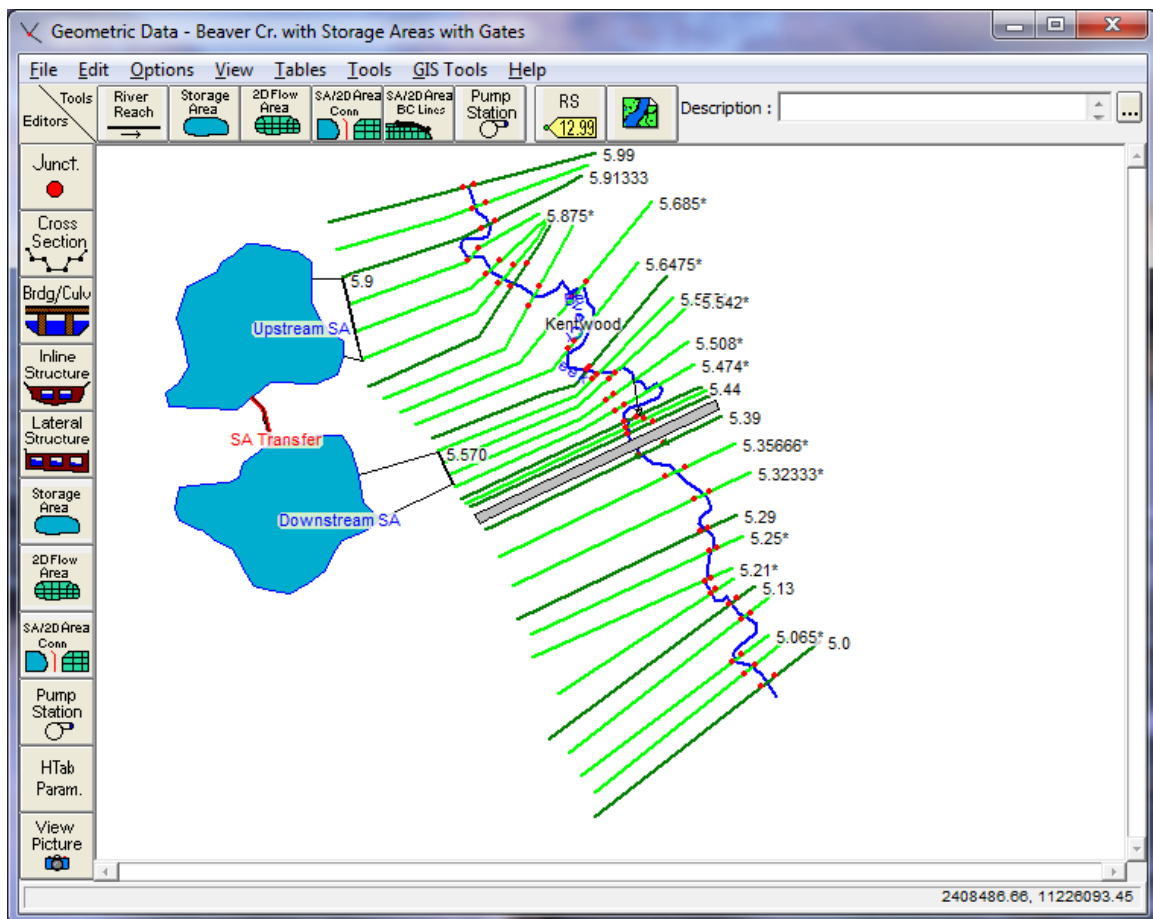 Geometric Data - Beaver Cr. with Storage Areas with Gates
File Edit Options View Tables Tools GIS Tools Help
Tools
Editors
River
Reach
Storage
Area
2D Flow
Area
SA/2D Area
Conn
SA/2D Area
BC Lines
Pump
Station
RS
12.99
Description :
...
Junct.
Cross
Section
Brdg/Culv
Inline
Structure
Lateral
Structure
Storage
Area
2D Flow
Area
SA/2D Area
Conn
Pump
Station
HTab
Param.
View
Picture
5.99
5.91333
5.875*
5.685*
5.9
5.6475*
5.542*
Upstream SA
Kentwood
5.508*
5.474*
5.44
5.39
SA Transfer
5.570
5.35666*
5.32333*
Downstream SA
5.29
5.25*
5.21*
5.13
5.065*
5.0
2408486.66, 11226093.45